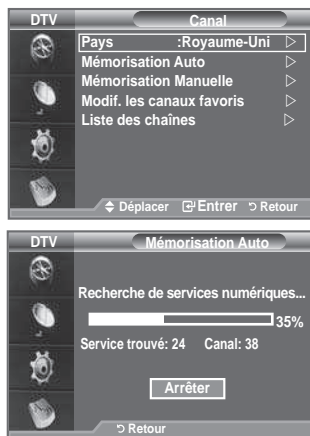 DTV Canal
Pays :Royaume-Uni
Mémorisation Auto
Mémorisation Manuelle
Modif. les canaux favoris
Liste des chaînes
Déplacer Entrer Retour
DTV Mémorisation Auto
Recherche de services numériques...
35%
Service trouvé: 24 Canal: 38
Arrêter
Retour